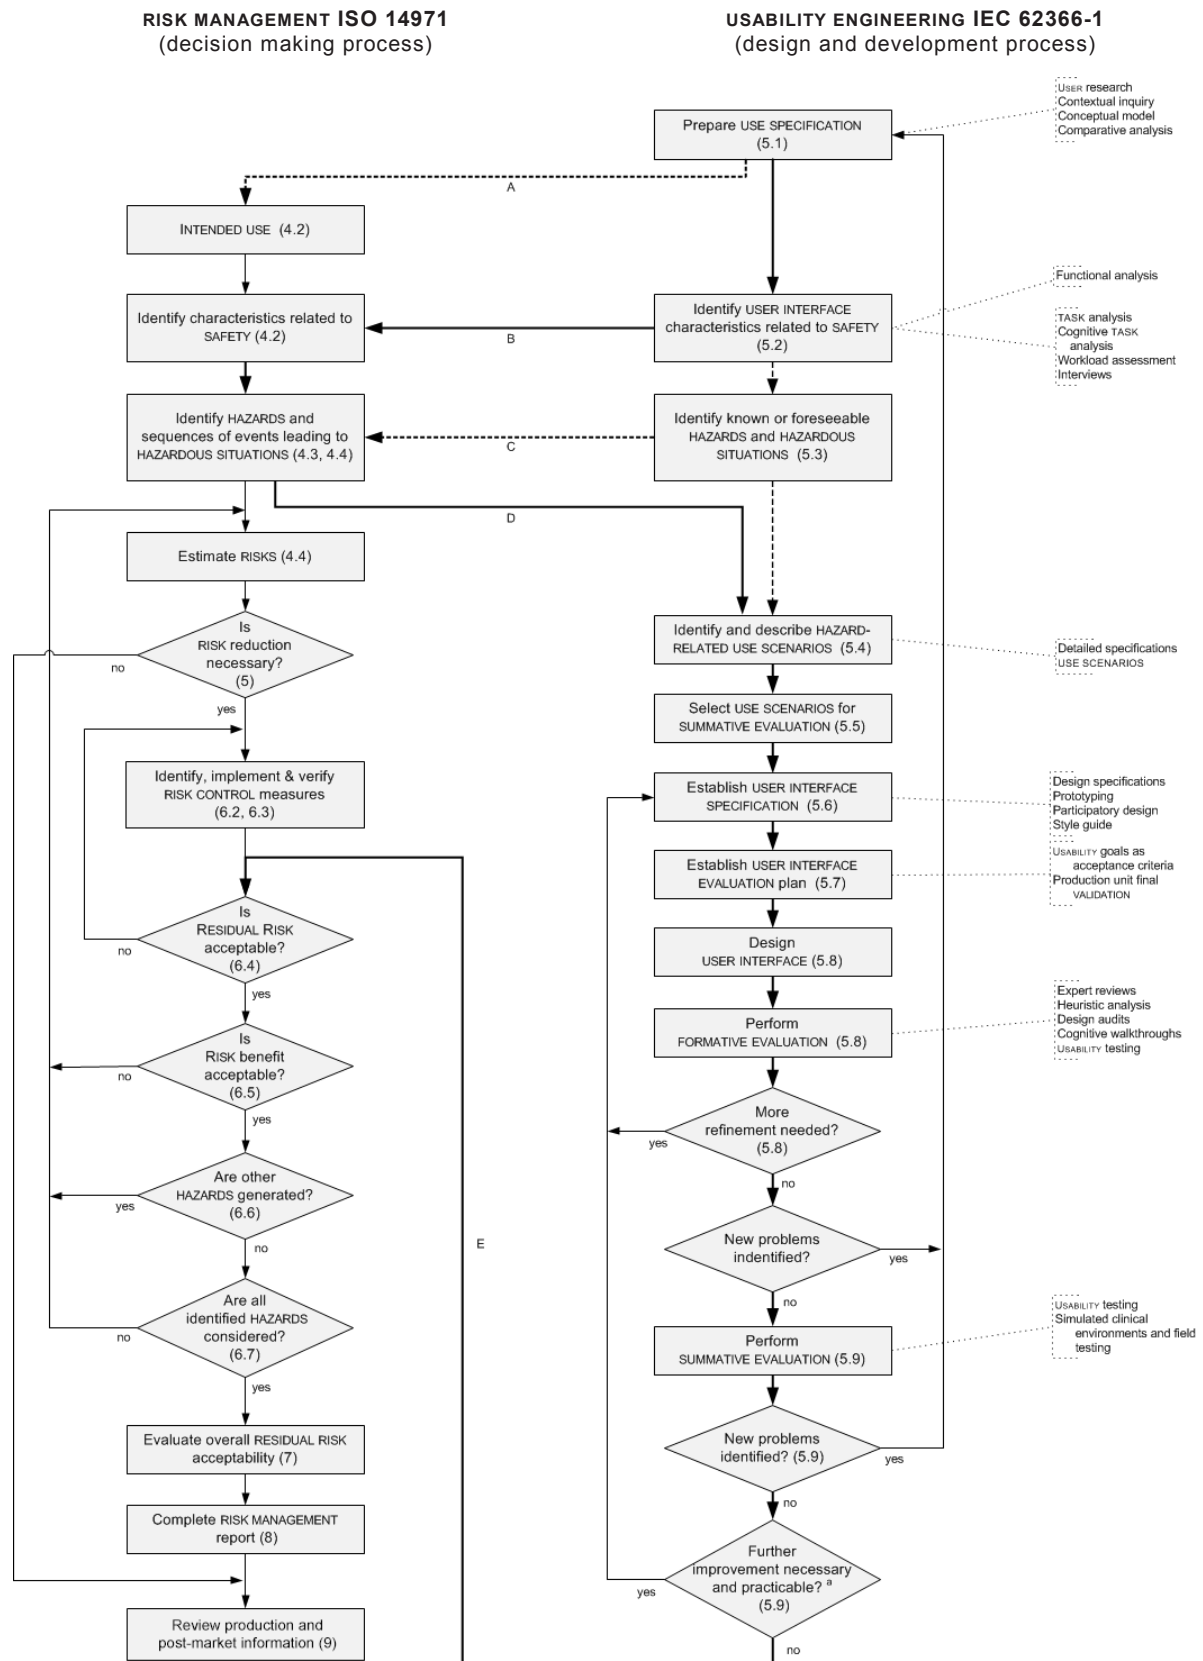 RISK MANAGEMENT ISO 14971
(decision making process)
USABILITY ENGINEERING IEC 62366-1
(design and development process)
USER research
Contextual inquiry
Conceptual model
Comparative analysis
Prepare USE SPECIFICATION
(5.1)
A
INTENDED USE (4.2)
Functional analysis
Identify characteristics related to
SAFETY (4.2)
B
Identify USER INTERFACE
characteristics related to SAFETY
(5.2)
TASK analysis
Cognitive TASK
analysis
Workload assessment
Interviews
Identify HAZARDS and
sequences of events leading to
HAZARDOUS SITUATIONS (4.3, 4.4)
C
Identify known or foreseeable
HAZARDS and HAZARDOUS
SITUATIONS (5.3)
D
Estimate RISKS (4.4)
Is
RISK reduction
necessary?
(5)
no
yes
Identify and describe HAZARD-
RELATED USE SCENARIOS (5.4)
Detailed specifications
USE SCENARIOS
Select USE SCENARIOS for
SUMMATIVE EVALUATION (5.5)
Identify, implement & verify
RISK CONTROL measures
(6.2, 6.3)
Establish USER INTERFACE
SPECIFICATION (5.6)
Design specifications
Prototyping
Participatory design
Style guide
Establish USER INTERFACE
EVALUATION plan (5.7)
USABILITY goals as
acceptance criteria
Production unit final
VALIDATION
Is
RESIDUAL RISK
acceptable?
(6.4)
no
yes
Design
USER INTERFACE (5.8)
Perform
FORMATIVE EVALUATION (5.8)
Expert reviews
Heuristic analysis
Design audits
Cognitive walkthroughs
USABILITY testing
Is
RISK benefit
acceptable?
(6.5)
no
yes
More
refinement needed?
(5.8)
yes
no
Are other
HAZARDS generated?
(6.6)
yes
no
E
New problems
indentified?
yes
no
Are all
identified HAZARDS
considered?
(6.7)
no
yes
Perform
SUMMATIVE EVALUATION (5.9)
USABILITY testing
Simulated clinical
environments and field
testing
Evaluate overall RESIDUAL RISK
acceptability (7)
New problems
identified? (5.9)
yes
no
Complete RISK MANAGEMENT
report (8)
Further
improvement necessary
and practicable? a
(5.9)
yes
no
Review production and
post-market information (9)